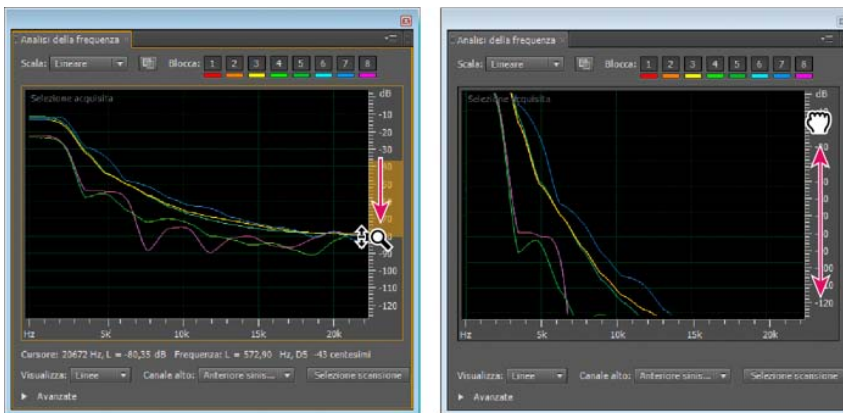 Analisi della frequenza ×
Scala: Lineare Blocca: 1 2 3 4 5 6 7 8
Selezione acquisita
dB
-10
-20
-30
-40
-50
-90
-100
-110
-120
Hz 5K 10k 15k 20k
Cursore: 20672 Hz, L = -80,35 dB Frequenza: L = 572,90 Hz, D5 -43 centesimi
Visualizza: Linee Canale alto: Anteriore sinis... Selezione scansione
Avanzate
Analisi della frequenza ×
Scala: Lineare Blocca: 1 2 3 4 5 6 7 8
Selezione acquisita
dB
-120
Hz 5k 10k 15k 20k
Visualizza: Linee Canale alto: Anteriore sinis... Selezione scansione
Avanzate